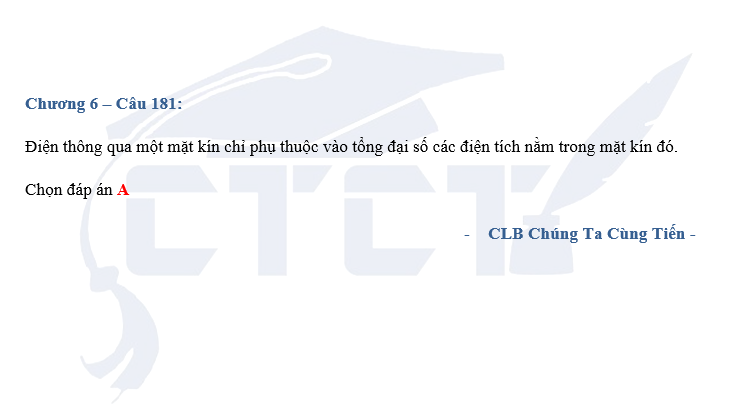 Chương 6 – Câu 181:
Điện thông qua một mặt kín chỉ phụ thuộc vào tổng đại số các điện tích nằm trong mặt kín đó.
Chọn đáp án A
- CLB Chúng Ta Cùng Tiến -
CTCT